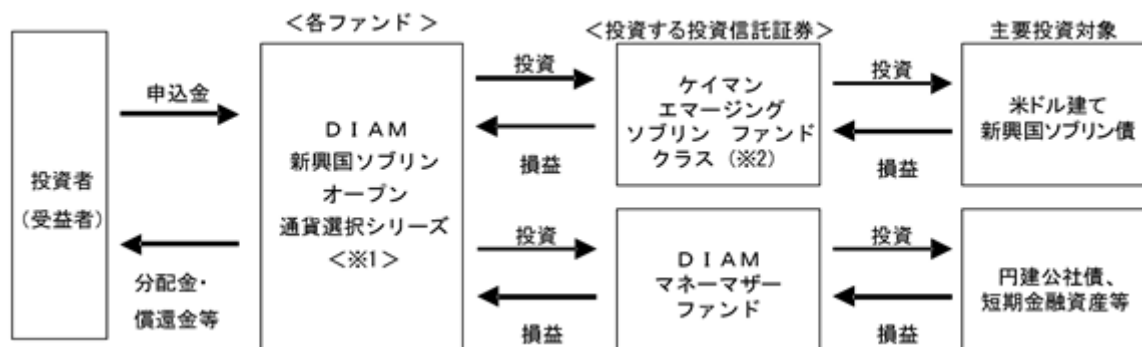 ＜各ファンド＞
＜投資する投資信託証券＞
主要投資対象
投資者
（受益者）
申込金
分配金・
償還金等
ＤＩＡＭ
新興国ソブリン
オープン
通貨選択シリーズ
＜※1＞
投資
損益
投資
損益
ケイマン
エマージング
ソブリン　ファンド
クラス（※2）
投資
損益
米ドル建て
新興国ソブリン債
ＤＩＡＭ
マネーマザー
ファンド
投資
損益
円建公社債、
短期金融資産等